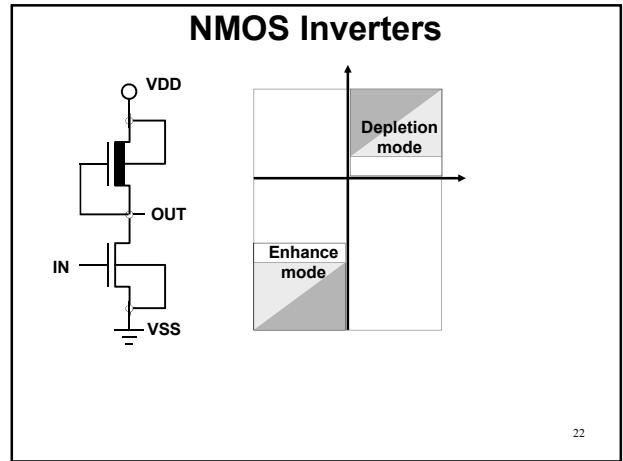 NMOS Inverters
VDD
OUT
IN
VSS
Depletion
mode
Enhance
mode
22